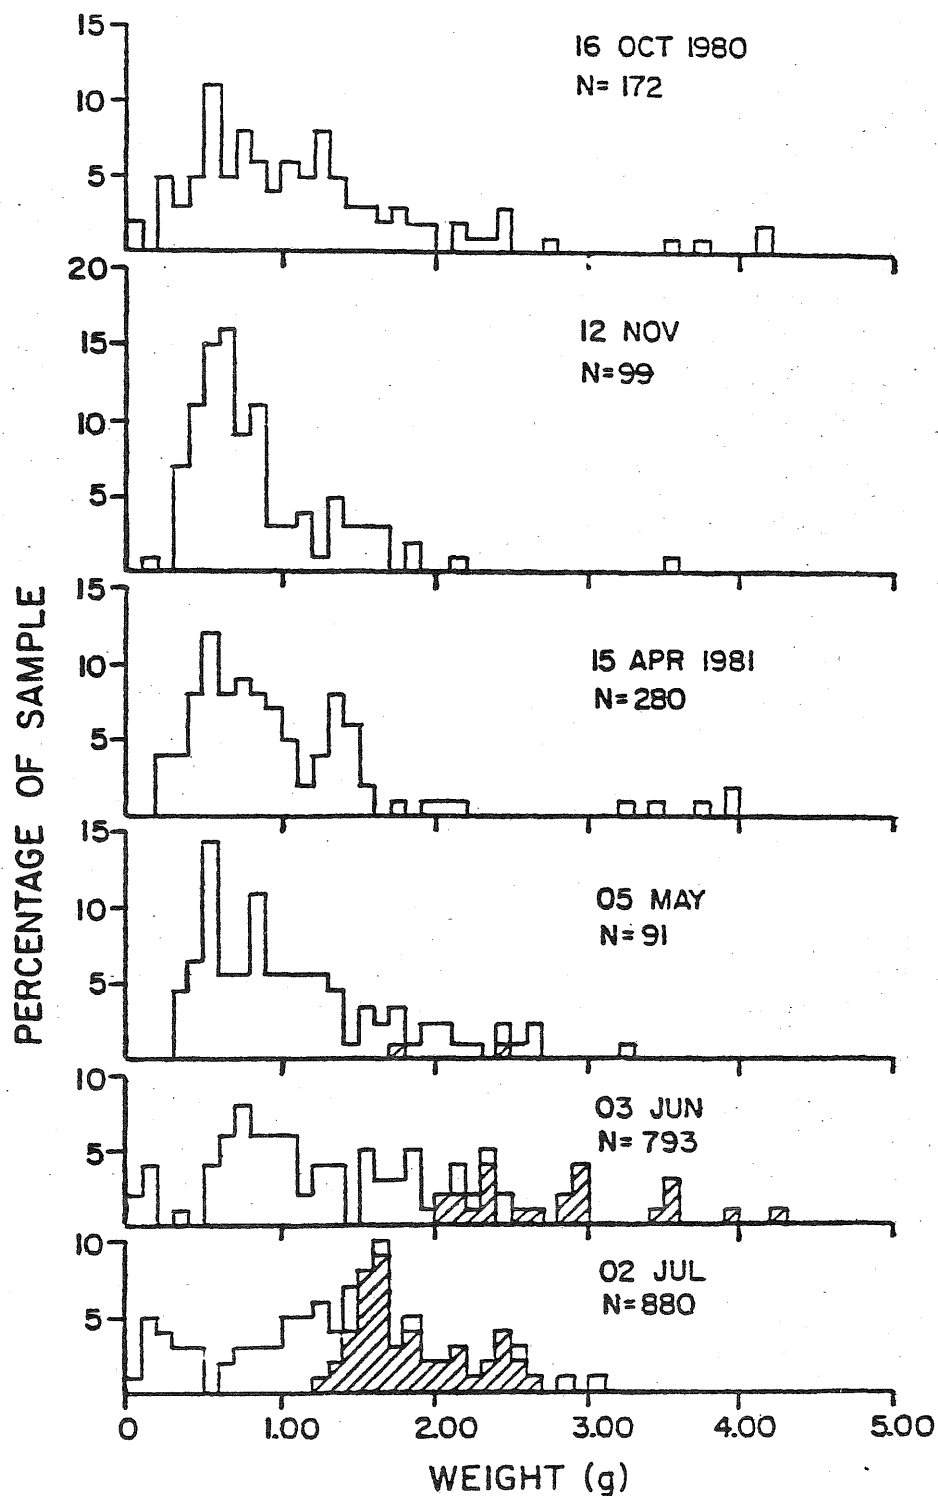 15
10
5
16 OCT 1980
N= 172
20
15
10
5
12 NOV
N=99
15
10
5
15 APR 1981
N=280
15
10
5
05 MAY
N=91
10
5
03 JUN
N=793
10
5
02 JUL
N=880
0 1.00 2.00 3.00 4.00 5.00
WEIGHT (g)
PERCENTAGE OF SAMPLE